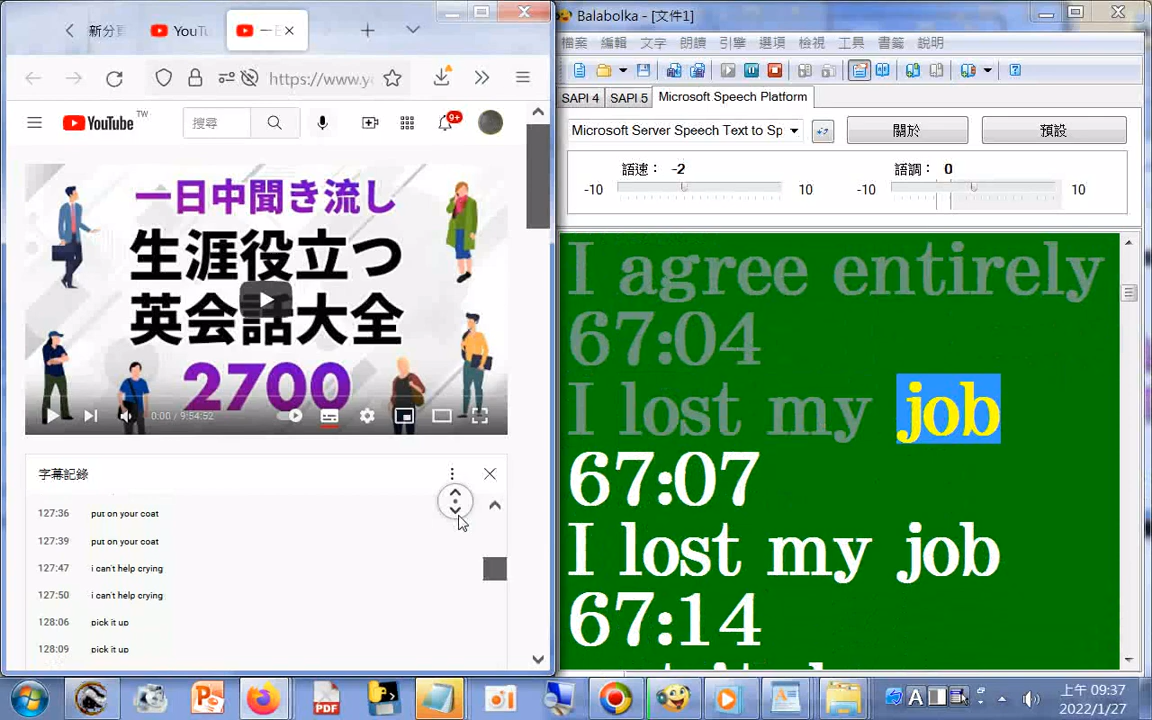 新分
YouTu
一 E
https://www.y
YouTube TW
搜尋
9+
一日中聞き流し
生涯役立つ
英会話大全
2700
0:00 / 9:54:52
字幕記錄
127:36 put on your coat
127:39 put on your coat
127:47 i can't help crying
127:50 i can't help crying
128:06 pick it up
128:09 pick it up
Balabolka - [文件1]
檔案 編輯 文字 朗讀 引擎 選項 檢視 工具 書籤 說明
SAPI 4 SAPI 5 Microsoft Speech Platform
Microsoft Server Speech Text to Sp 關於 預設
語速： -2 語調： 0
-10 10 -10 10
I agree entirely
67:04
I lost my job
67:07
I lost my job
67:14
PDF
A
上午 09:37
2022/1/27